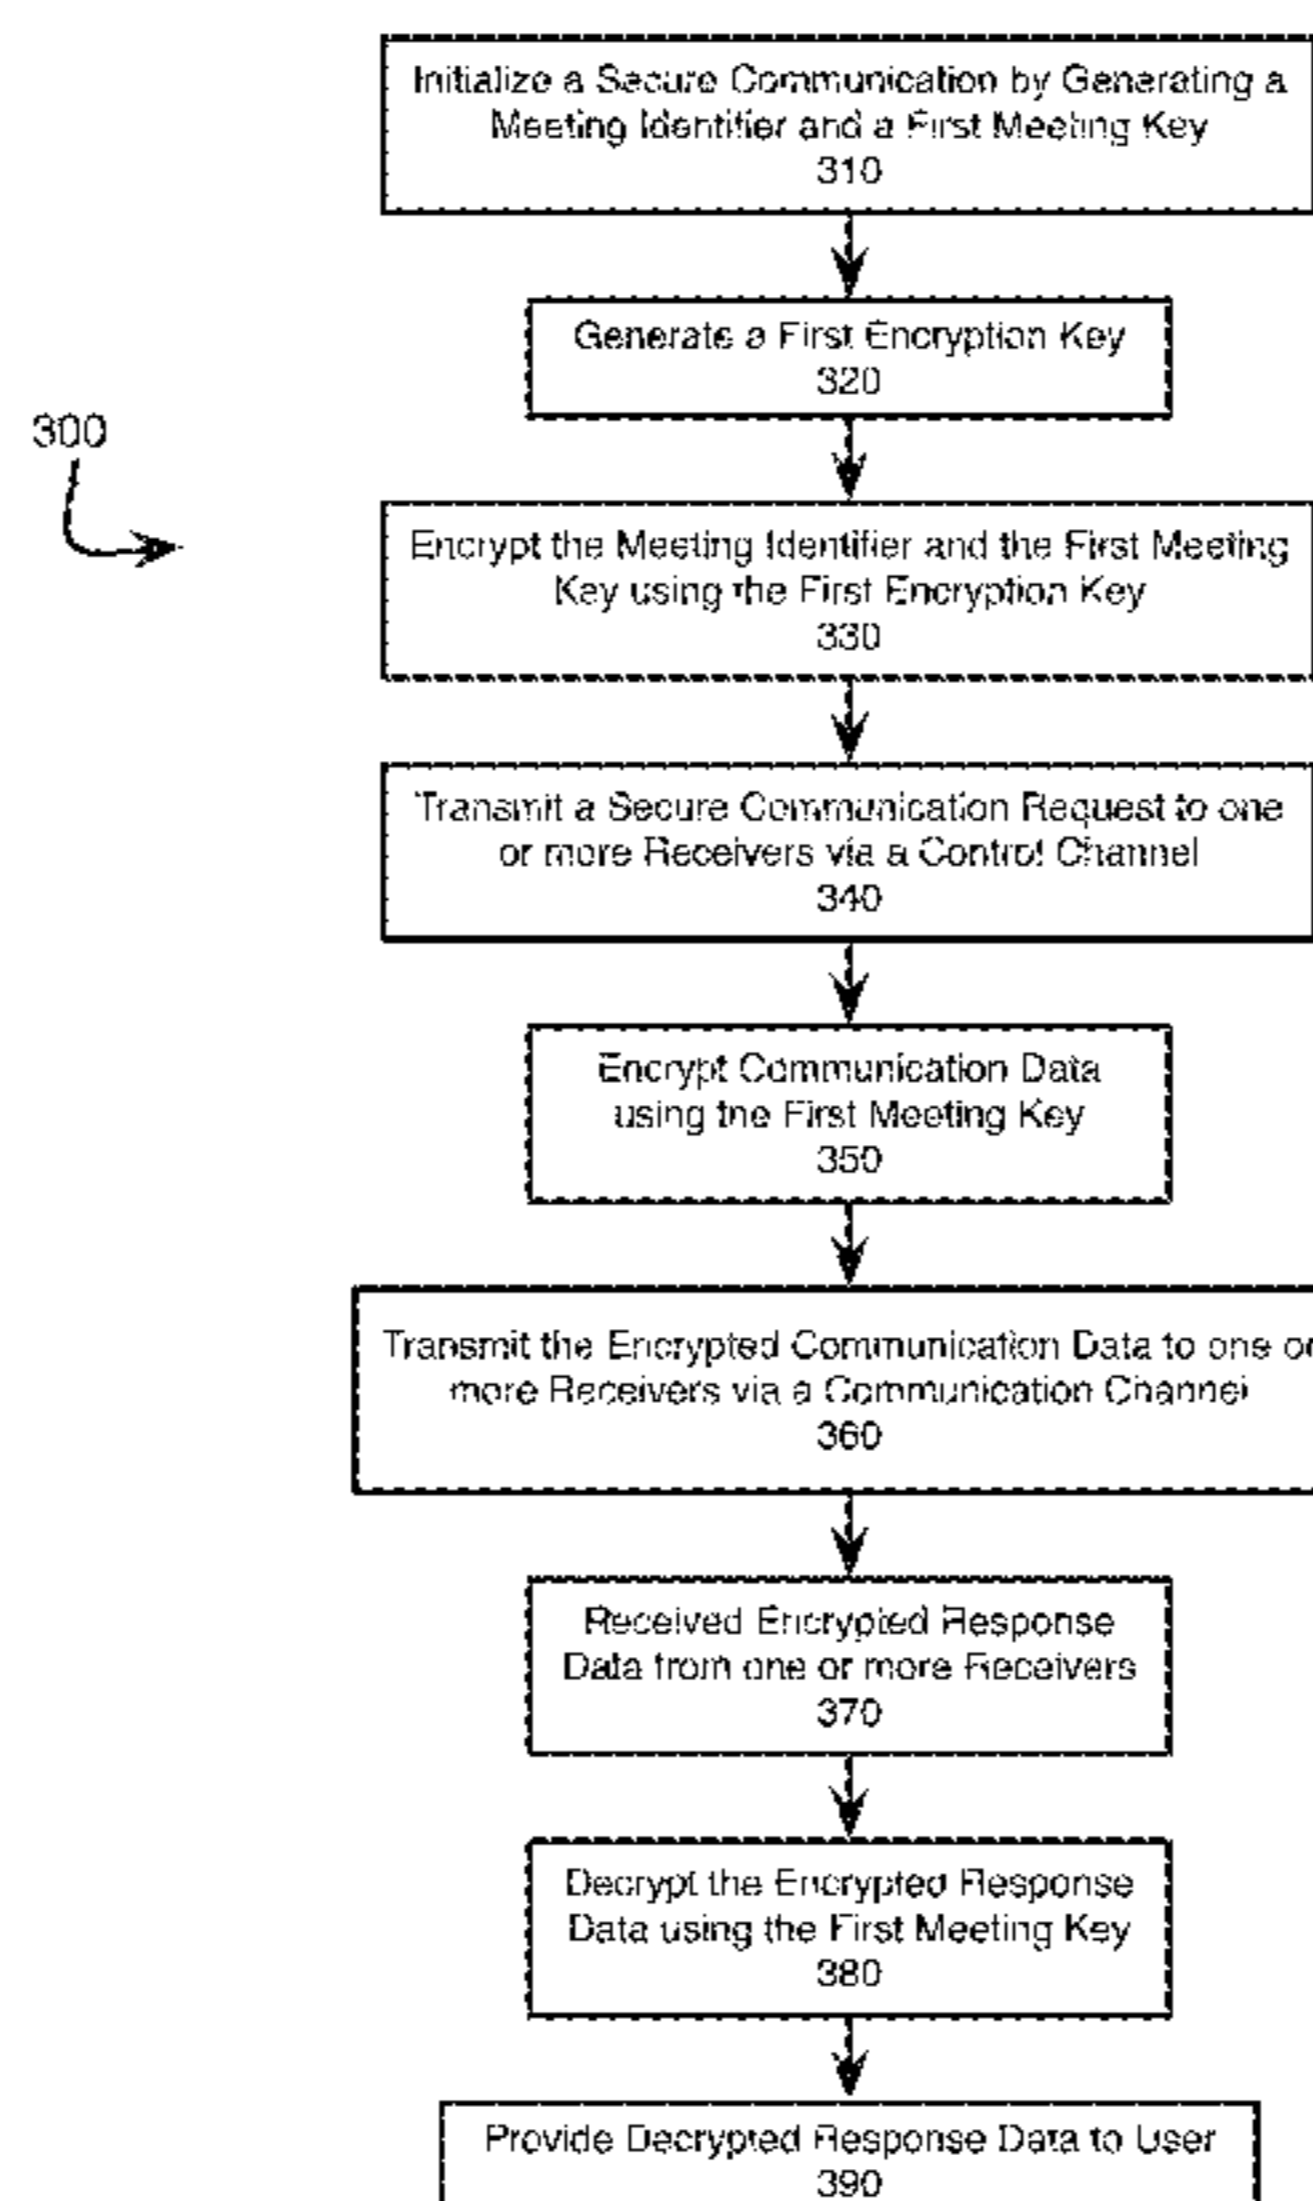 Initialize a Secure Communication by Generating a
Meeting Identifier and a First Meeting Key
310
Generate a First Encryption Key
320
300
Encrypt the Meeting Identifier and the First Meeting
Key using the First Encryption Key
330
Transmit a Secure Communication Request to one
or more Receivers via a Control Channel
340
Encrypt Communication Data
using the First Meeting Key
350
Transmit the Encrypted Communication Data to one or
more Receivers via a Communication Channel
360
Received Encrypted Response
Data from one or more Receivers
370
Decrypt the Encrypted Response
Data using the First Meeting Key
380
Provide Decrypted Response Data to User
390